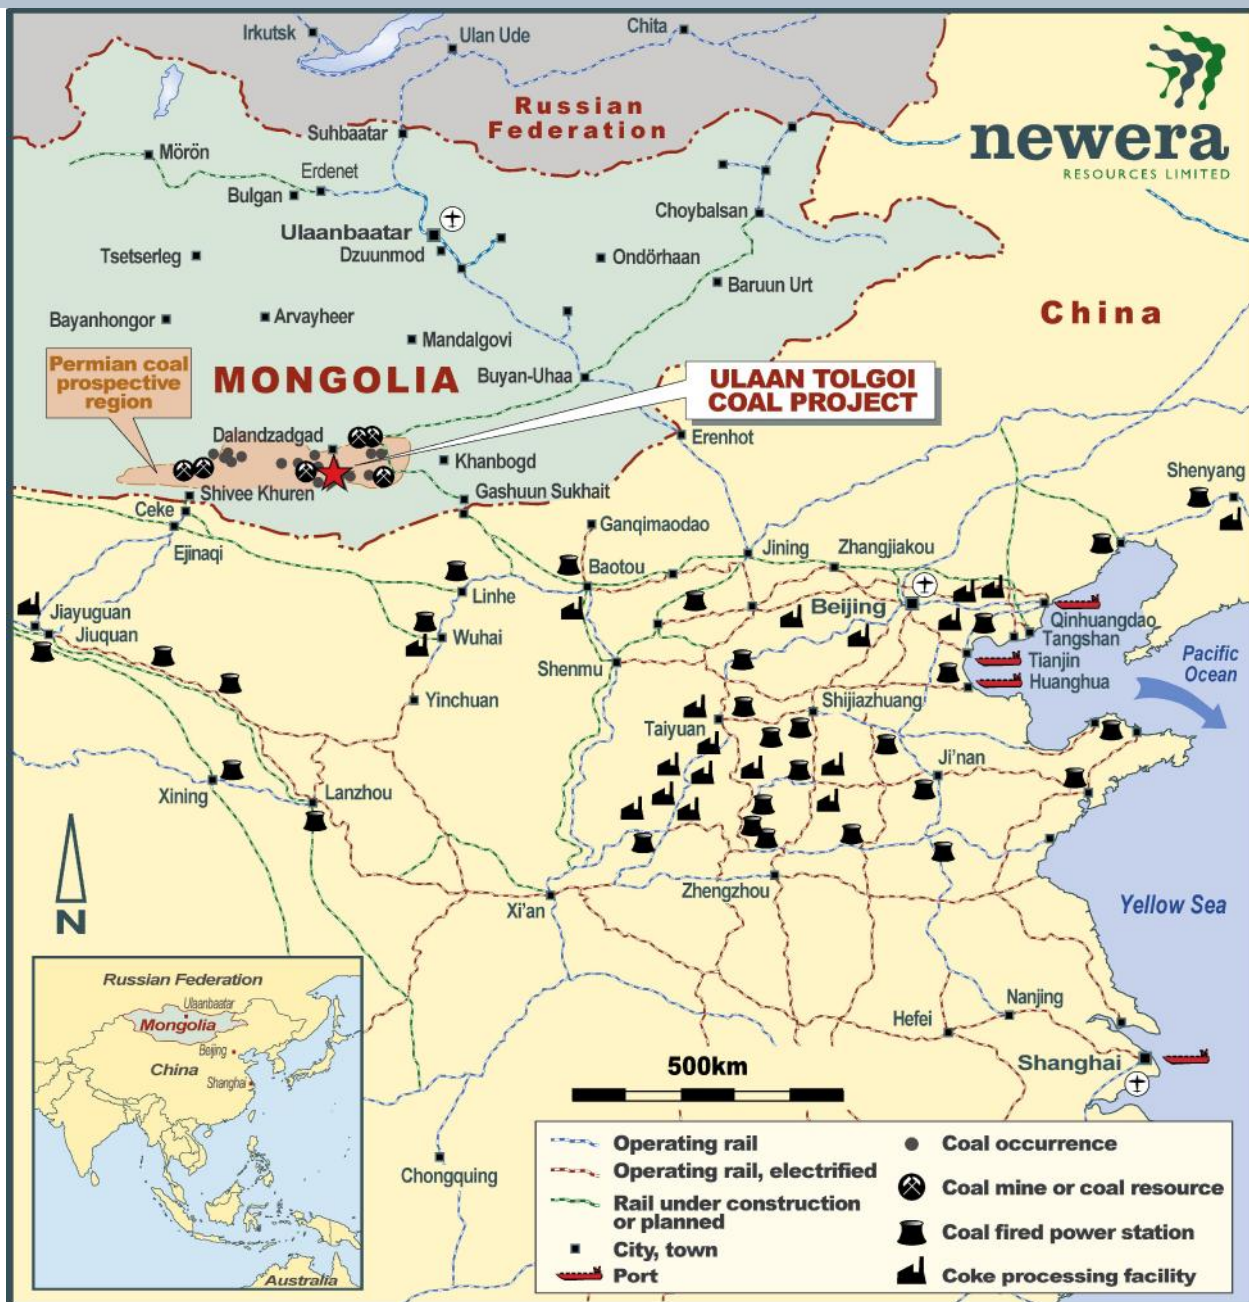 Irkutsk
Ulan Ude
Chita
newera
RESOURCES LIMITED
Russian
Federation
Suhbaatar
Mörön
Erdenet
Bulgan
Choybalsan
Ulaanbaatar
Dzuunmod
Tsetserleg
Ondörhaan
Baruun Urt
China
Bayanhongor
Arvayheer
Mandalgovi
Permian coal
prospective
region
MONGOLIA
Buyan-Uhaa
ULAAN TOLGOI
COAL PROJECT
Dalandzadgad
Erenhot
Khanbogd
Shivee Khuren
Gashuun Sukhait
Shenyang
Ceke
Ejinaqi
Ganqimaodao
Jining
Zhangjiakou
Baotou
Linhe
Beijing
Jiayuguan
Jiuquan
Wuhai
Qinhuangdao
Tangshan
Shenmu
Tianjin
Huanghua
Pacific
Ocean
Yinchuan
Shijiazhuang
Taiyuan
Ji'nan
Xining
Lanzhou
Zhengzhou
Xi'an
Yellow Sea
N
Russian Federation
Ulaanbaatar
Mongolia
Beijing
China
Shanghai
Australia
Nanjing
Hefei
Shanghai
500km
Chongquing
Operating rail
Operating rail, electrified
Rail under construction
or planned
City, town
Port
Coal occurrence
Coal mine or coal resource
Coal fired power station
Coke processing facility